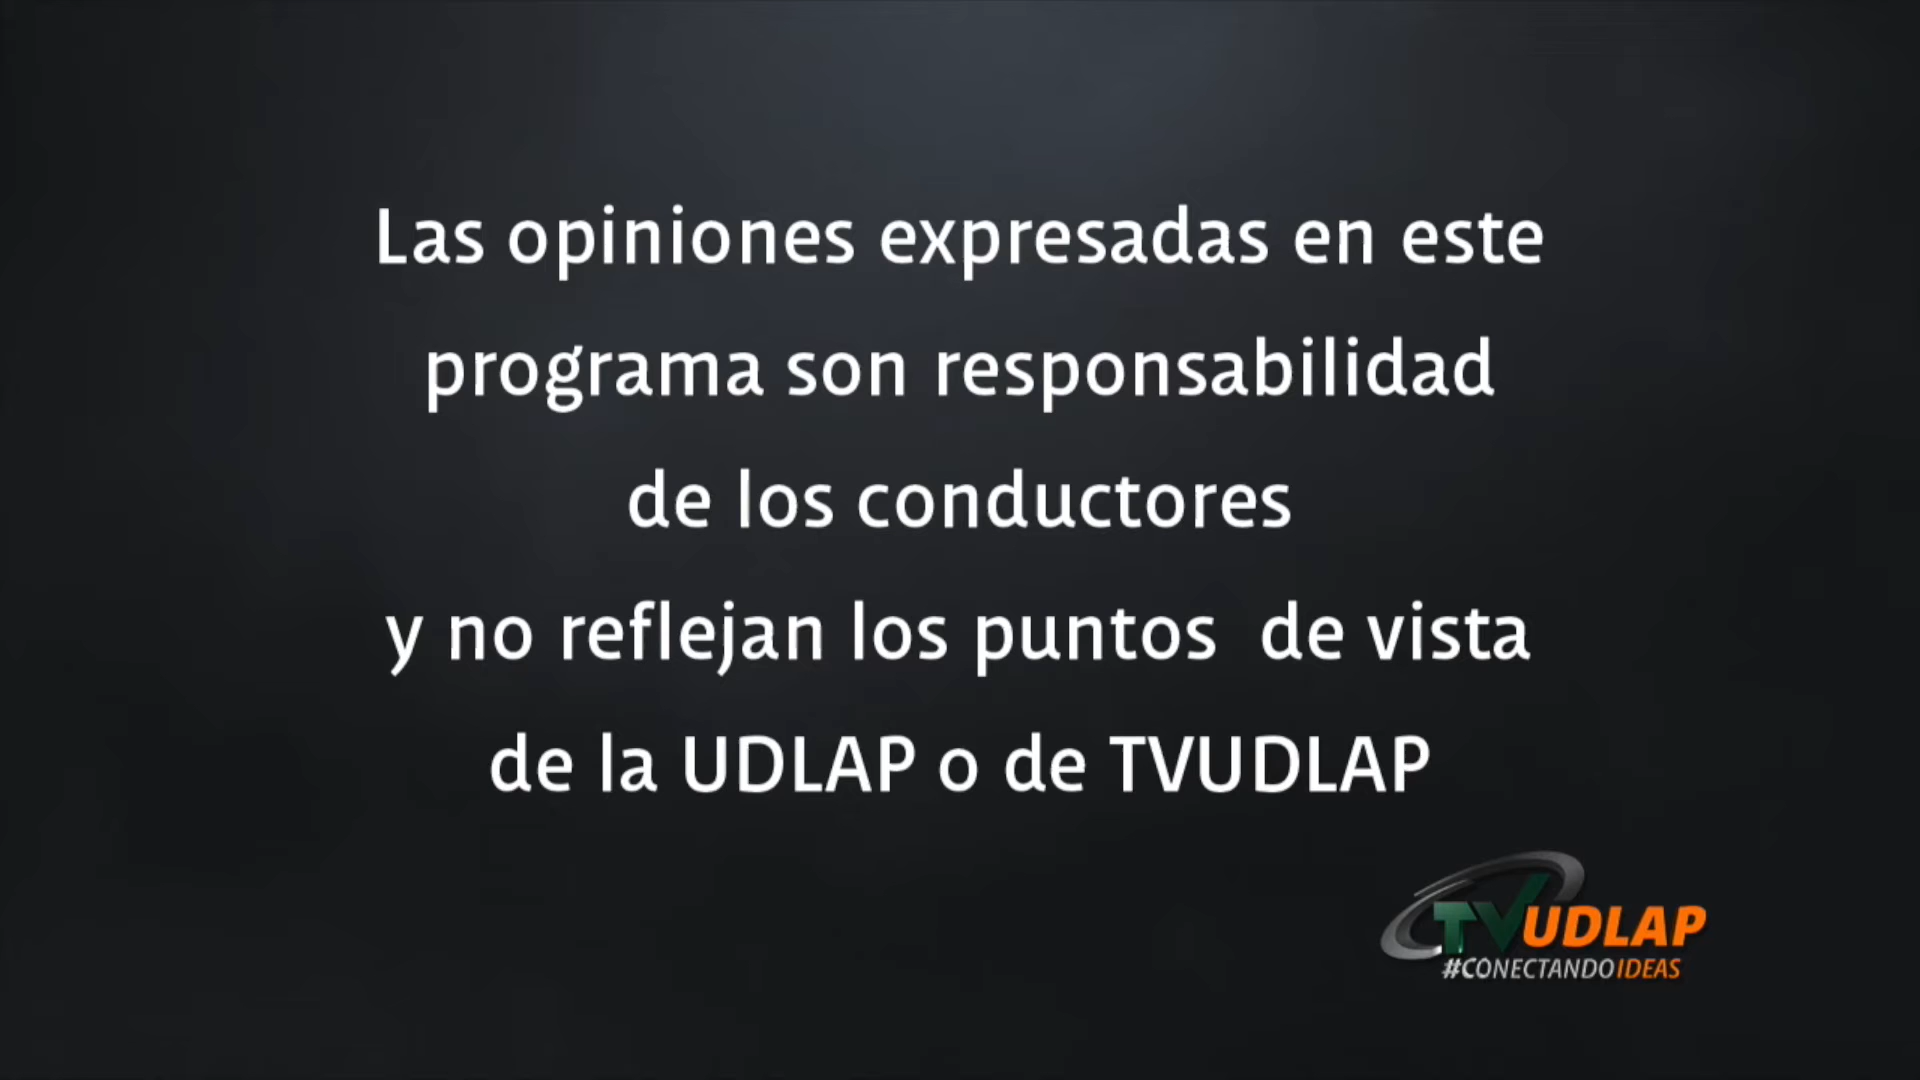 Las opiniones expresadas en este
programa son responsabilidad
de los conductores
y no reflejan los puntos  de vista
de la UDLAP o de TVUDLAP
TVUDLAP
#CONECTANDOIDEAS